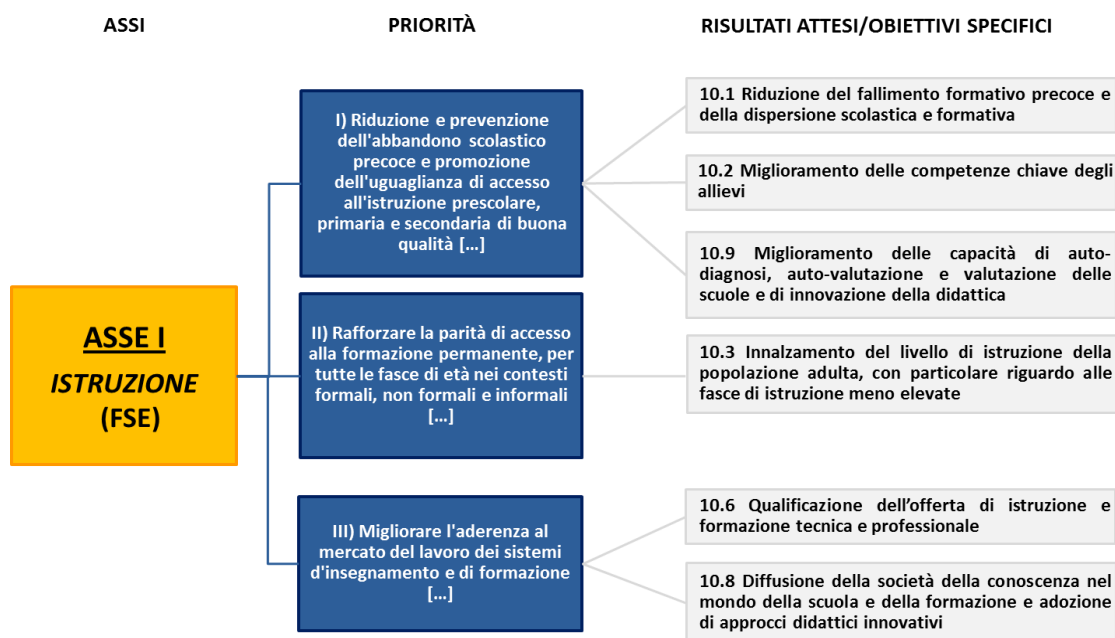 ASSI
PRIORITÀ
RISULTATI ATTESI/OBIETTIVI SPECIFICI
ASSE I
ISTRUZIONE
(FSE)
I) Riduzione e prevenzione
dell'abbandono scolastico
precoce e promozione
dell'uguaglianza di accesso
all'istruzione prescolare,
primaria e secondaria di buona
qualità [...]
10.1 Riduzione del fallimento formativo precoce e
della dispersione scolastica e formativa
10.2 Miglioramento delle competenze chiave degli
allievi
10.9 Miglioramento delle capacità di auto-
diagnosi, auto-valutazione e valutazione delle
scuole e di innovazione della didattica
II) Rafforzare la parità di accesso
alla formazione permanente, per
tutte le fasce di età nei contesti
formali, non formali e informali
[...]
10.3 Innalzamento del livello di istruzione della
popolazione adulta, con particolare riguardo alle
fasce di istruzione meno elevate
III) Migliorare l'aderenza al
mercato del lavoro dei sistemi
d'insegnamento e di formazione
[...]
10.6 Qualificazione dell’offerta di istruzione e
formazione tecnica e professionale
10.8 Diffusione della società della conoscenza nel
mondo della scuola e della formazione e adozione
di approcci didattici innovativi